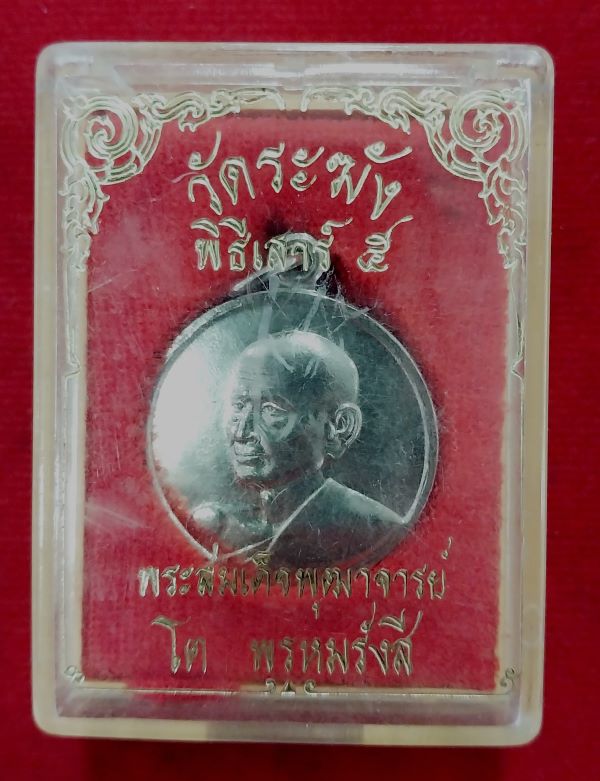 วัดระฆัง
พิธีเสาร์ ๕
พระสมเด็จพุฒาจารย์
โต พรหมรังสี